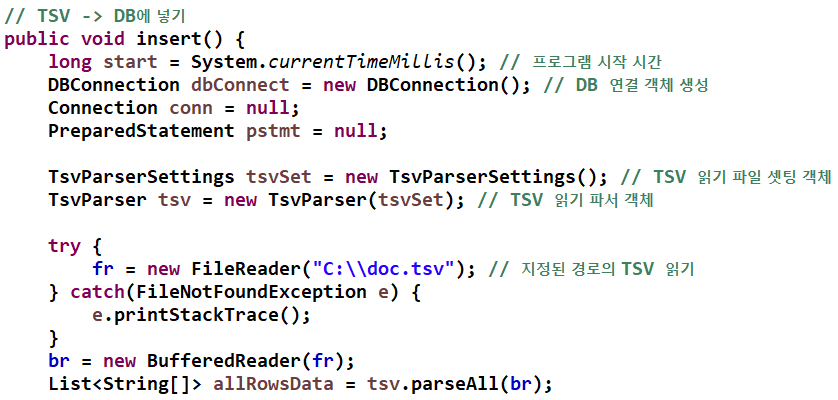 // TSV -> DB에 넣기
public void insert() {
    long start = System.currentTimeMillis(); // 프로그램 시작 시간
    DBConnection dbConnect = new DBConnection(); // DB 연결 객체 생성
    Connection conn = null;
    PreparedStatement pstmt = null;

    TsvParserSettings tsvSet = new TsvParserSettings(); // TSV 읽기 파일 셋팅 객체
    TsvParser tsv = new TsvParser(tsvSet); // TSV 읽기 파서 객체

    try {
        fr = new FileReader("C:\\doc.tsv"); // 지정된 경로의 TSV 읽기
    } catch(FileNotFoundException e) {
        e.printStackTrace();
    }
    br = new BufferedReader(fr);
    List<String[]> allRowsData = tsv.parseAll(br);